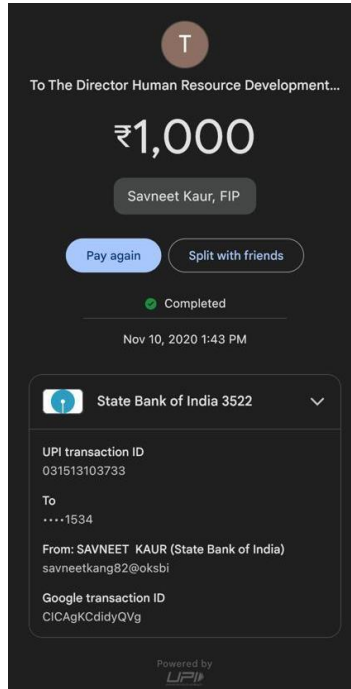 T
To The Director Human Resource Development...
₹1,000
Savneet Kaur, FIP
Pay again
Split with friends
Completed
Nov 10, 2020 1:43 PM
State Bank of India 3522
UPI transaction ID
031513103733
To
····1534
From: SAVNEET KAUR (State Bank of India)
savneetkang82@oksbi
Google transaction ID
CICAgKCdidyQVg
Powered by
UPI